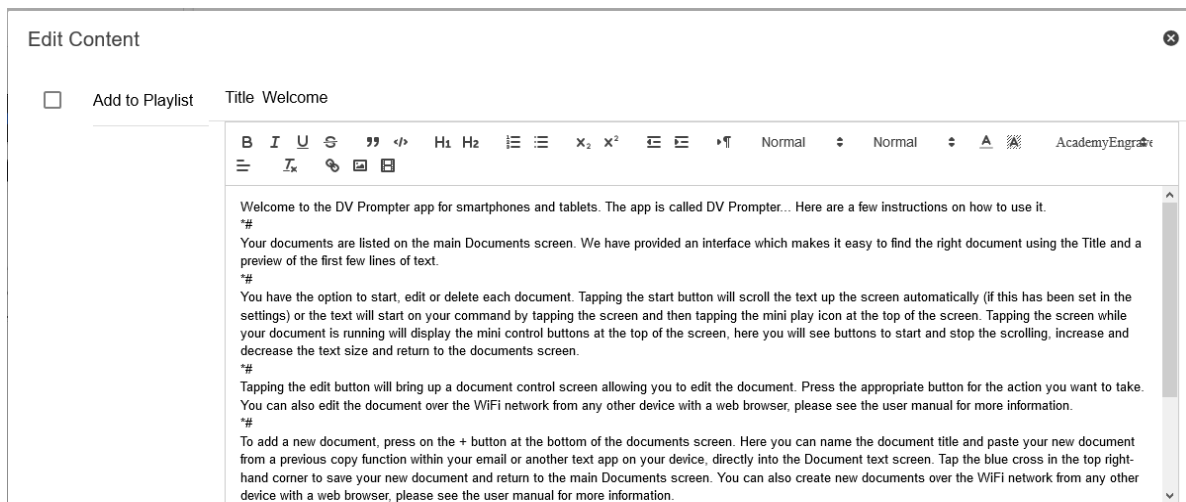 Edit Content
Add to Playlist
Title Welcome
B I U S ” </> H1 H2 X2 X² ¶ Normal Normal A A AcademyEngrave
Tx
Welcome to the DV Prompter app for smartphones and tablets. The app is called DV Prompter... Here are a few instructions on how to use it.
*#
Your documents are listed on the main Documents screen. We have provided an interface which makes it easy to find the right document using the Title and a
preview of the first few lines of text.
*#
You have the option to start, edit or delete each document. Tapping the start button will scroll the text up the screen automatically (if this has been set in the
settings) or the text will start on your command by tapping the screen and then tapping the mini play icon at the top of the screen. Tapping the screen while
your document is running will display the mini control buttons at the top of the screen, here you will see buttons to start and stop the scrolling, increase and
decrease the text size and return to the documents screen.
*#
Tapping the edit button will bring up a document control screen allowing you to edit the document. Press the appropriate button for the action you want to take.
You can also edit the document over the WiFi network from any other device with a web browser, please see the user manual for more information.
*#
To add a new document, press on the + button at the bottom of the documents screen. Here you can name the document title and paste your new document
from a previous copy function within your email or another text app on your device, directly into the Document text screen. Tap the blue cross in the top right-
hand corner to save your new document and return to the main Documents screen. You can also create new documents over the WiFi network from any other
device with a web browser, please see the user manual for more information.